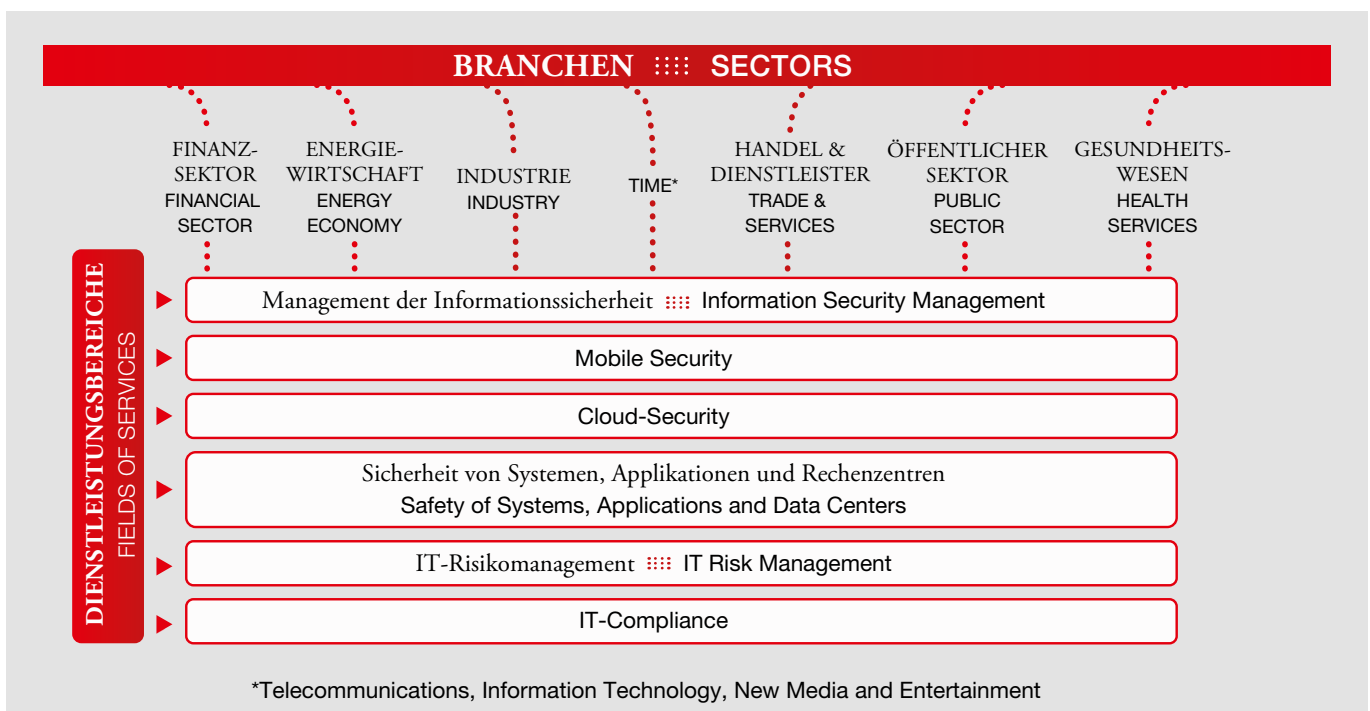 BRANCHEN SECTORS
FINANZ-
SEKTOR
FINANCIAL
SECTOR
ENERGIE-
WIRTSCHAFT
ENERGY
ECONOMY
INDUSTRIE
INDUSTRY
TIME*
HANDEL &
DIENSTLEISTER
TRADE &
SERVICES
ÖFFENTLICHER
SEKTOR
PUBLIC
SECTOR
GESUNDHEITS-
WESEN
HEALTH
SERVICES
DIENSTLEISTUNGSBEREICHE
FIELDS OF SERVICES
Management der Informationssicherheit Information Security Management
Mobile Security
Cloud-Security
Sicherheit von Systemen, Applikationen und Rechenzentren
Safety of Systems, Applications and Data Centers
IT-Risikomanagement IT Risk Management
IT-Compliance
*Telecommunications, Information Technology, New Media and Entertainment